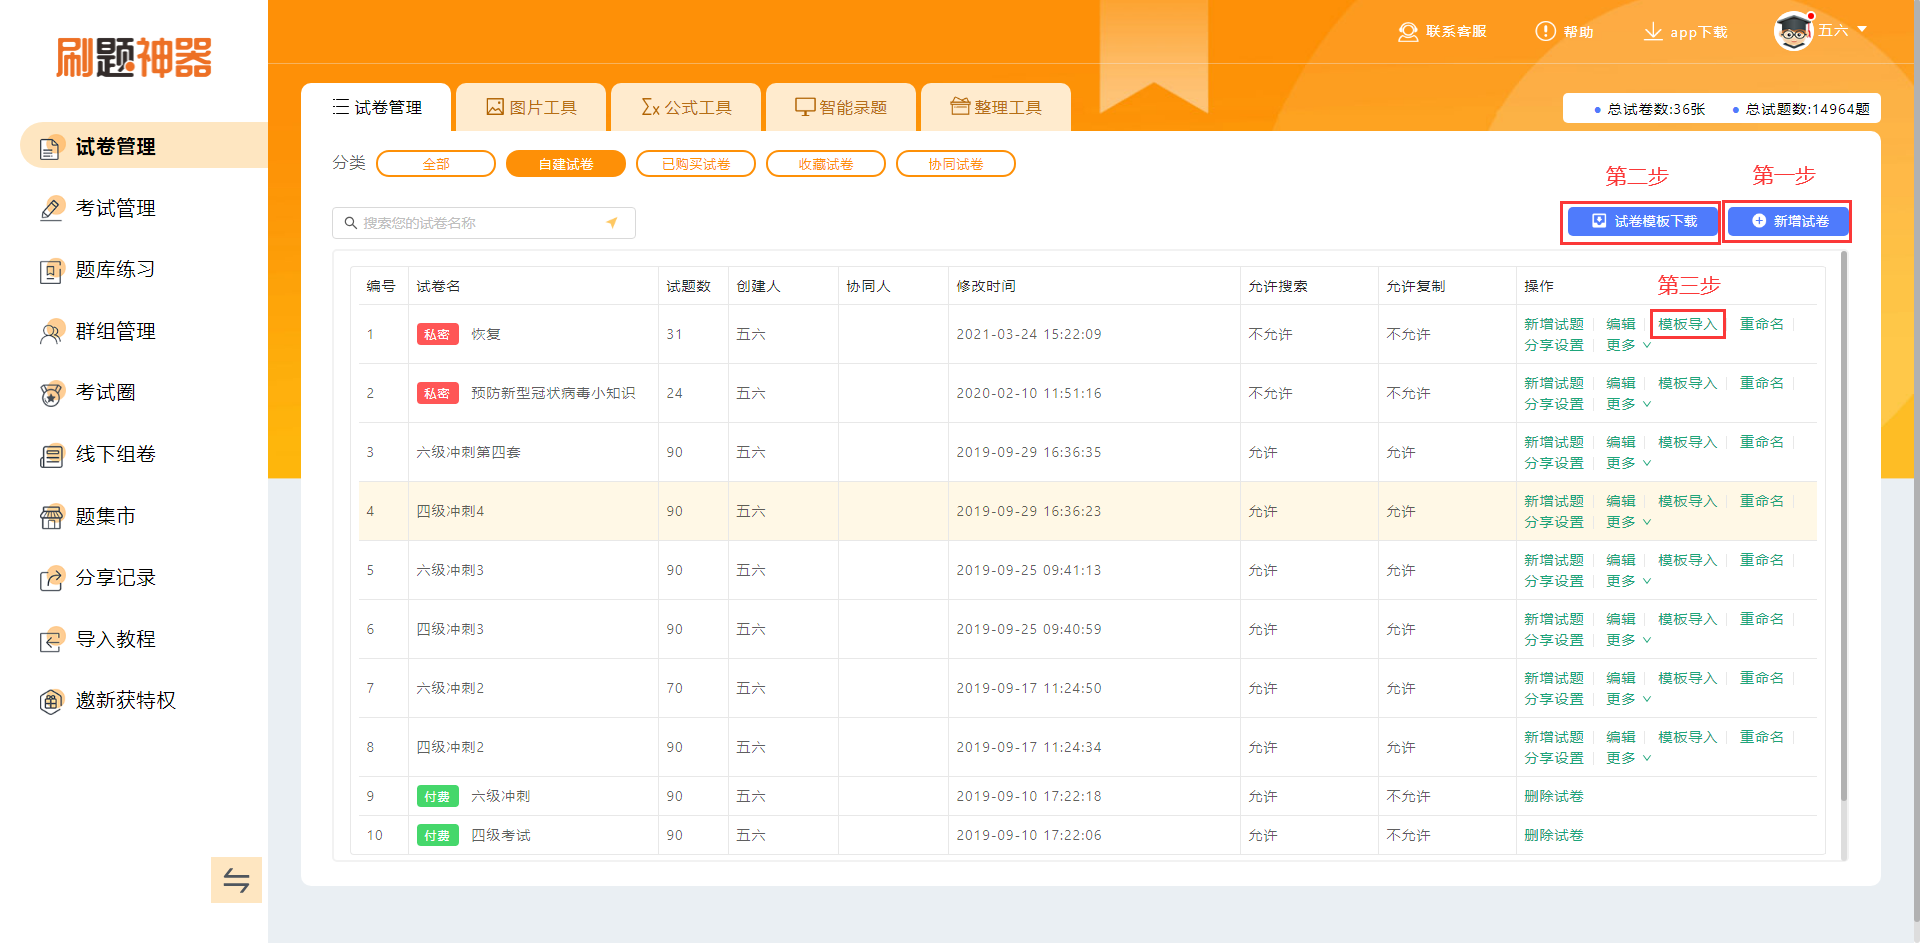 刷题神器
联系客服 帮助 app下载 五六
试卷管理
考试管理
题库练习
群组管理
考试圈
线下组卷
题集市
分享记录
导入教程
邀新获特权
试卷管理 图片工具 Σx 公式工具 智能录题 整理工具
总试卷数:36张 总试题数:14964题
分类 全部 自建试卷 已购买试卷 收藏试卷 协同试卷
第二步 第一步
搜索您的试卷名称 试卷模板下载 新增试卷
第三步
编号 试卷名 试题数 创建人 协同人 修改时间 允许搜索 允许复制 操作
1 私密 恢复 31 五六 2021-03-24 15:22:09 不允许 不允许 新增试题 编辑 模板导入 重命名
分享设置 更多
2 私密 预防新型冠状病毒小知识 24 五六 2020-02-10 11:51:16 不允许 不允许 新增试题 编辑 模板导入 重命名
分享设置 更多
3 六级冲刺第四套 90 五六 2019-09-29 16:36:35 允许 允许 新增试题 编辑 模板导入 重命名
分享设置 更多
4 四级冲刺4 90 五六 2019-09-29 16:36:23 允许 允许 新增试题 编辑 模板导入 重命名
分享设置 更多
5 六级冲刺3 90 五六 2019-09-25 09:41:13 允许 允许 新增试题 编辑 模板导入 重命名
分享设置 更多
6 四级冲刺3 90 五六 2019-09-25 09:40:59 允许 允许 新增试题 编辑 模板导入 重命名
分享设置 更多
7 六级冲刺2 70 五六 2019-09-17 11:24:50 允许 允许 新增试题 编辑 模板导入 重命名
分享设置 更多
8 四级冲刺2 90 五六 2019-09-17 11:24:34 允许 允许 新增试题 编辑 模板导入 重命名
分享设置 更多
9 付费 六级冲刺 90 五六 2019-09-10 17:22:18 允许 不允许 删除试卷
10 付费 四级考试 90 五六 2019-09-10 17:22:06 允许 不允许 删除试卷